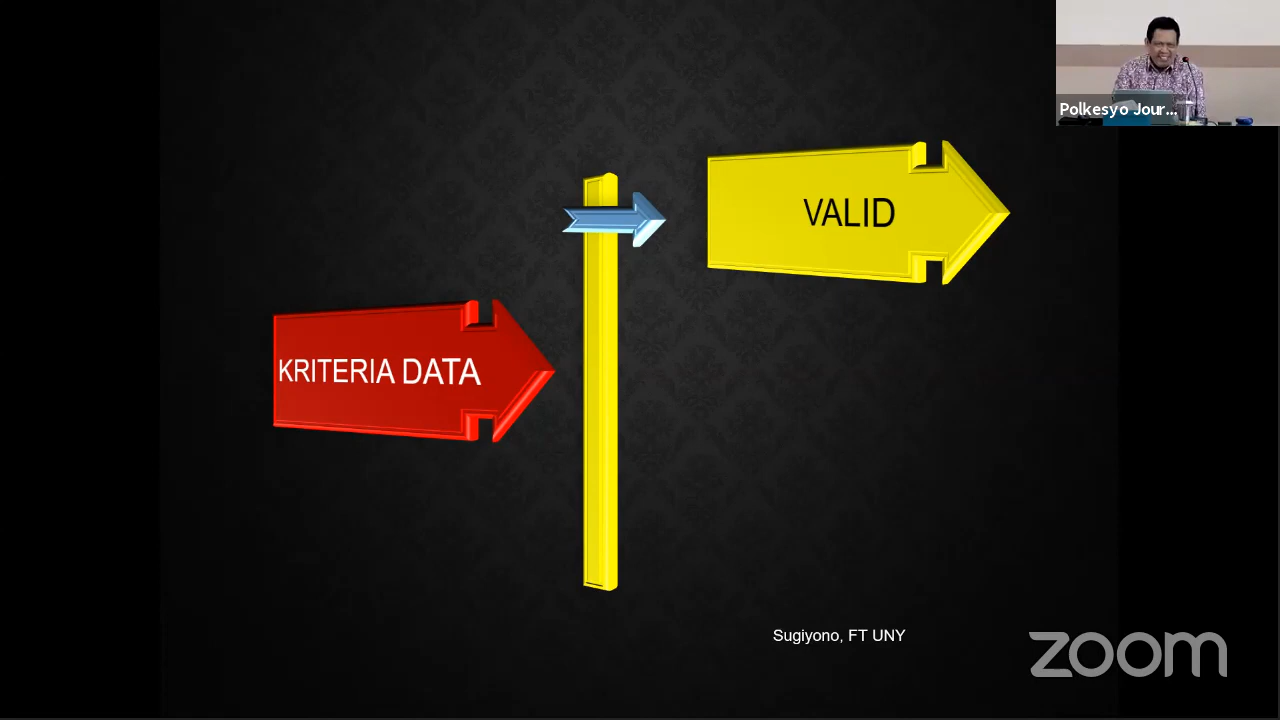 Polkesyo Jour...
VALID
KRITERIA DATA
Sugiyono, FT UNY
zoom